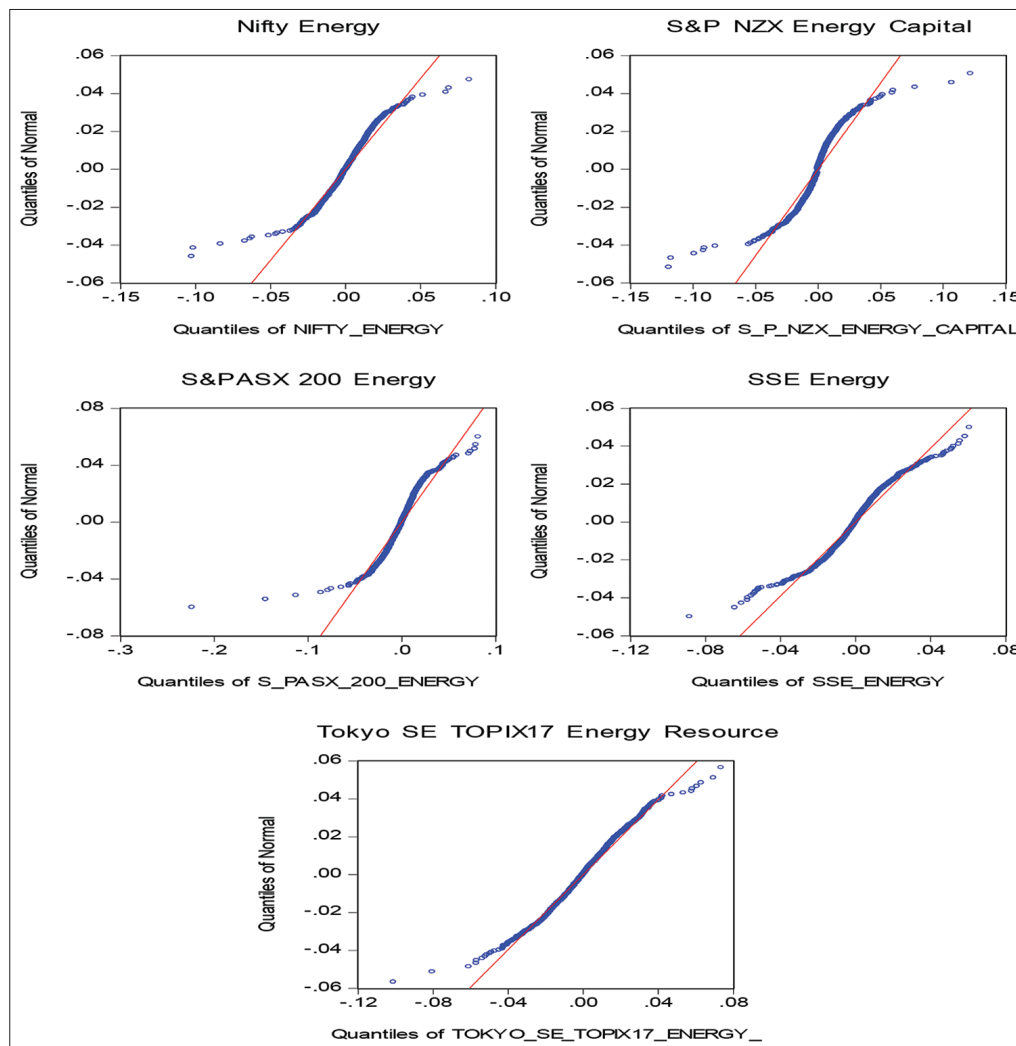 Nifty Energy
.06
.04
.02
.00
-.02
-.04
-.06
-.15 -.10 -.05 .00 .05 .10
Quantiles of Normal
Quantiles of NIFTY_ENERGY
S&P NZX Energy Capital
.06
.04
.02
.00
-.02
-.04
-.06
-.15 -.10 -.05 .00 .05 .10 .15
Quantiles of Normal
Quantiles of S_P_NZX_ENERGY_CAPITAL
S&PASX 200 Energy
.08
.04
.00
-.04
-.08
-.3 -.2 -.1 .0 .1
Quantiles of Normal
Quantiles of S_PASX_200_ENERGY
SSE Energy
.06
.04
.02
.00
-.02
-.04
-.06
-.12 -.08 -.04 .00 .04 .08
Quantiles of Normal
Quantiles of SSE_ENERGY
Tokyo SE TOPIX17 Energy Resource
.06
.04
.02
.00
-.02
-.04
-.06
-.12 -.08 -.04 .00 .04 .08
Quantiles of Normal
Quantiles of TOKYO_SE_TOPIX17_ENERGY_